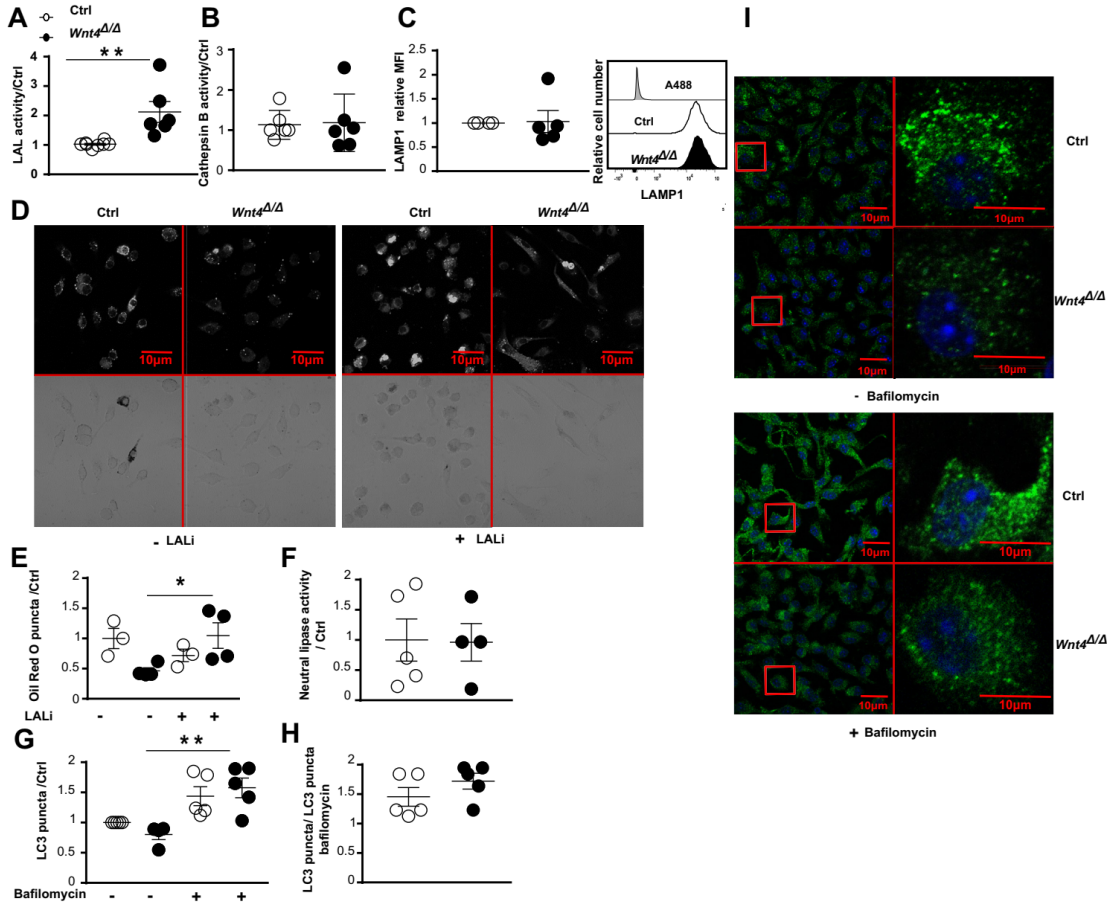 A
Ctrl
Wnt4Δ/Δ
LAL activity/Ctrl
4
3
2
1
0
**
B
Cathepsin B activity/Ctrl
3
2
1
0
C
LAMP1 relative MFI
2.5
2
1.5
1
0.5
0
Relative cell number
A488
Ctrl
Wnt4Δ/Δ
LAMP1
D
Ctrl
Wnt4Δ/Δ
Ctrl
Wnt4Δ/Δ
10µm
10µm
10µm
10µm
- LALi
+ LALi
E
Oil Red O puncta /Ctrl
2
1.5
1
0.5
0
*
LALi
- - + +
F
Neutral lipase activity
/ Ctrl
2
1.5
1
0.5
0
G
LC3 puncta /Ctrl
2
1.5
1
0.5
0
**
Bafilomycin
- - + +
H
LC3 puncta/ LC3 puncta
bafilomycin
2
1.5
1
0.5
0
I
Ctrl
10µm
10µm
Wnt4Δ/Δ
10µm
10µm
- Bafilomycin
Ctrl
10µm
10µm
Wnt4Δ/Δ
10µm
10µm
+ Bafilomycin